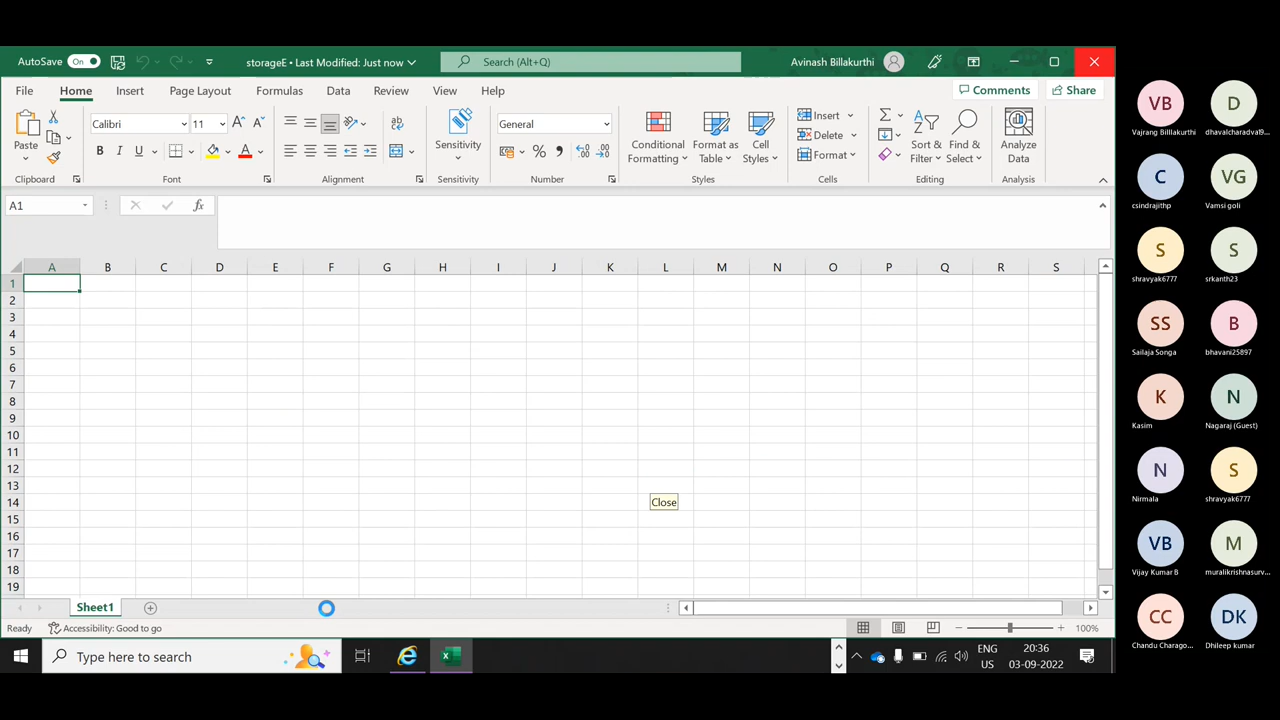 AutoSave On storageE • Last Modified: Just now Search (Alt+Q) Avinash Billakurthi
File Home Insert Page Layout Formulas Data Review View Help Comments Share
Paste
Calibri 11
B I U A
General
Sensitivity
Conditional Formatting
Format as Table
Cell Styles
Insert
Delete
Format
Sort & Filter
Find & Select
Analyze Data
Clipboard Font Alignment Sensitivity Number Styles Cells Editing Analysis
A1 fx
A B C D E F G H I J K L M N O P Q R S
1
2
3
4
5
6
7
8
9
10
11
12
13
14
15
16
17
18
19
Close
Sheet1
Ready Accessibility: Good to go 100%
Type here to search
ENG
US
20:36
03-09-2022
VB D
Vajrang Billlakurthi dhavalcharadva19...
C VG
csindrajithp Vamsi goli
S S
shravyak6777 srkanth23
SS B
Sailaja Songa bhavani25897
K N
Kasim Nagaraj (Guest)
N S
Nirmala shravyak6777
VB M
Vijay Kumar B muralikrishnasurv...
CC DK
Chandu Charago... Dhileep kumar